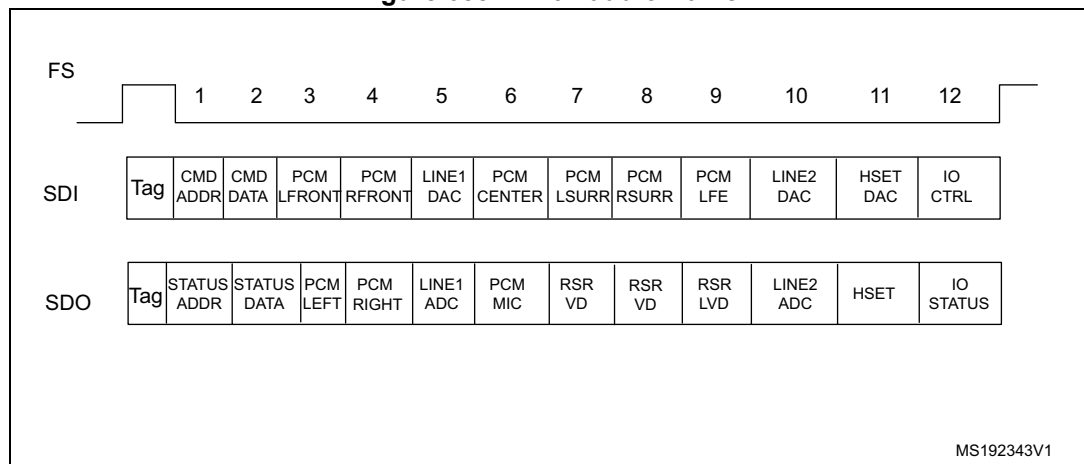 FS
1 2 3 4 5 6 7 8 9 10 11 12
SDI
Tag
CMD ADDR
CMD DATA
PCM LFRONT
PCM RFRONT
LINE1 DAC
PCM CENTER
PCM LSURR
PCM RSURR
PCM LFE
LINE2 DAC
HSET DAC
IO CTRL
SDO
Tag
STATUS ADDR
STATUS DATA
PCM LEFT
PCM RIGHT
LINE1 ADC
PCM MIC
RSR VD
RSR VD
RSR LVD
LINE2 ADC
HSET
IO STATUS
MS192343V1